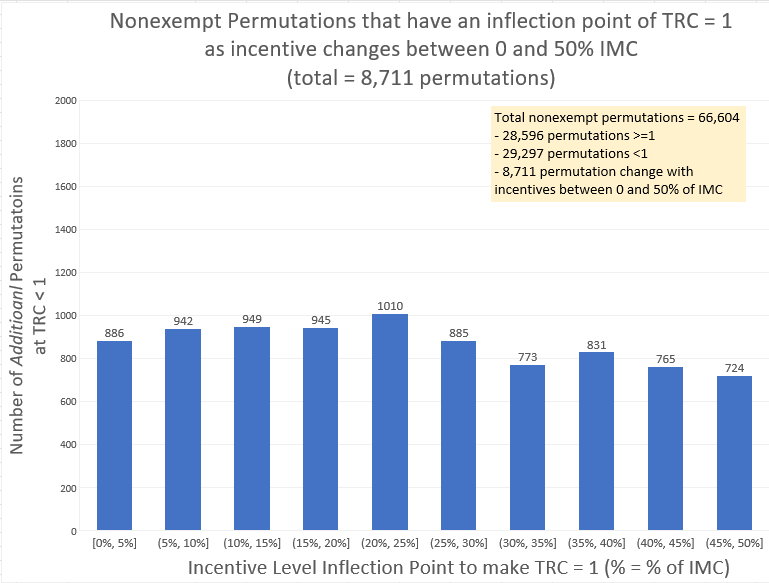 Nonexempt Permutations that have an inflection point of TRC = 1
as incentive changes between 0 and 50% IMC
(total = 8,711 permutations)
Total nonexempt permutations = 66,604
- 28,596 permutations >=1
- 29,297 permutations <1
- 8,711 permutation change with
incentives between 0 and 50% of IMC
Number of Additioanl Permutatoins
at TRC < 1
2000
1800
1600
1400
1200
1000
800
600
400
200
0
886
942
949
945
1010
885
773
831
765
724
[0%, 5%]
(5%, 10%]
(10%, 15%]
(15%, 20%]
(20%, 25%]
(25%, 30%]
(30%, 35%]
(35%, 40%]
(40%, 45%]
(45%, 50%]
Incentive Level Inflection Point to make TRC = 1 (% = % of IMC)